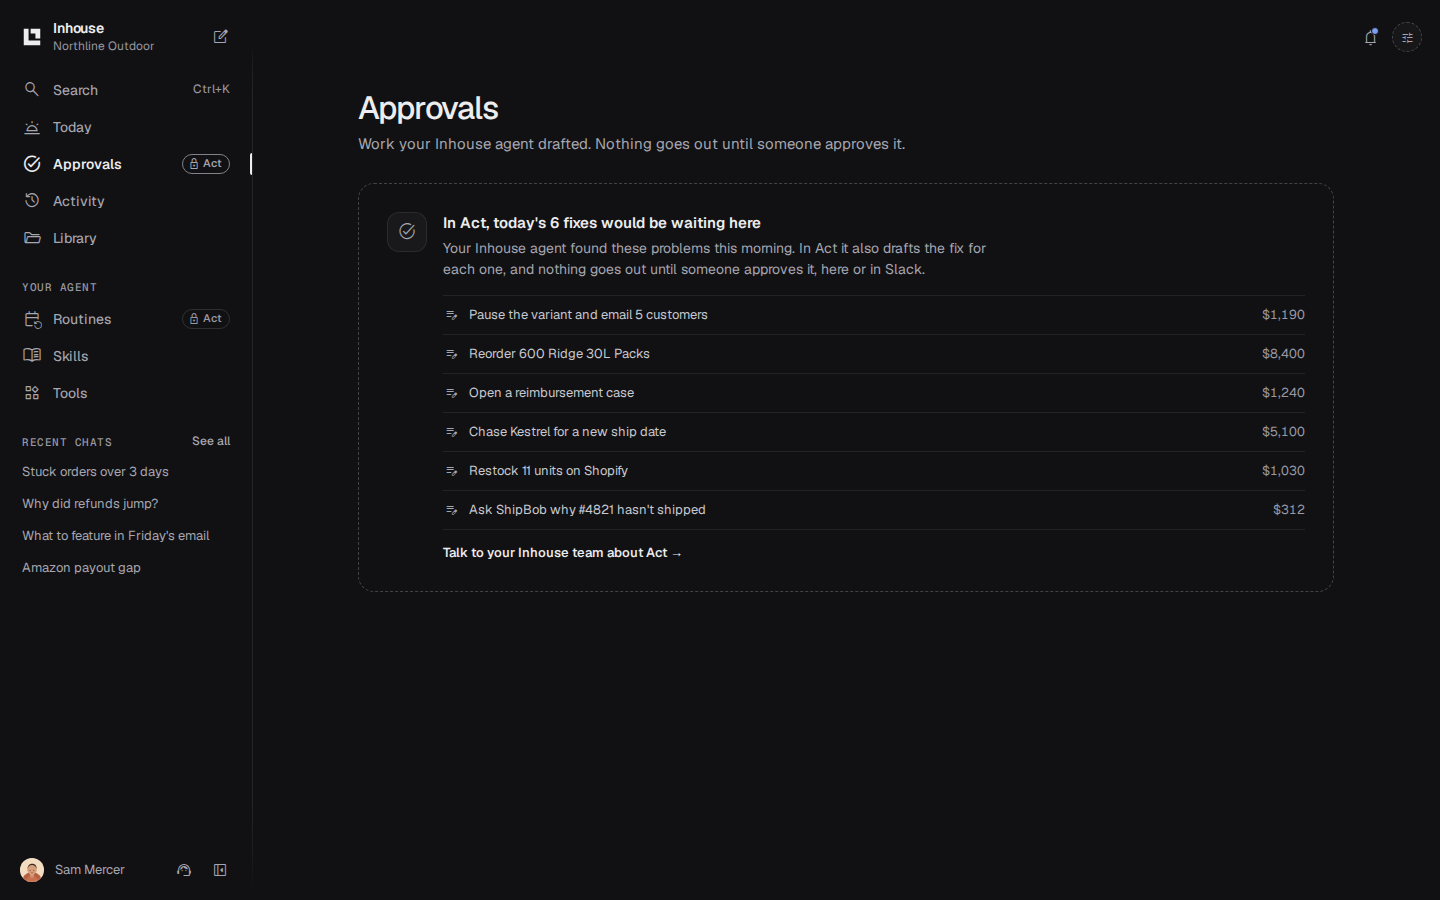 Inhouse
Northline Outdoor
Search Ctrl+K
Today
Approvals Act
Activity
Library
YOUR AGENT
Routines Act
Skills
Tools
RECENT CHATS See all
Stuck orders over 3 days
Why did refunds jump?
What to feature in Friday's email
Amazon payout gap
Sam Mercer
Approvals
Work your Inhouse agent drafted. Nothing goes out until someone approves it.
In Act, today's 6 fixes would be waiting here
Your Inhouse agent found these problems this morning. In Act it also drafts the fix for
each one, and nothing goes out until someone approves it, here or in Slack.
Pause the variant and email 5 customers $1,190
Reorder 600 Ridge 30L Packs $8,400
Open a reimbursement case $1,240
Chase Kestrel for a new ship date $5,100
Restock 11 units on Shopify $1,030
Ask ShipBob why #4821 hasn't shipped $312
Talk to your Inhouse team about Act →